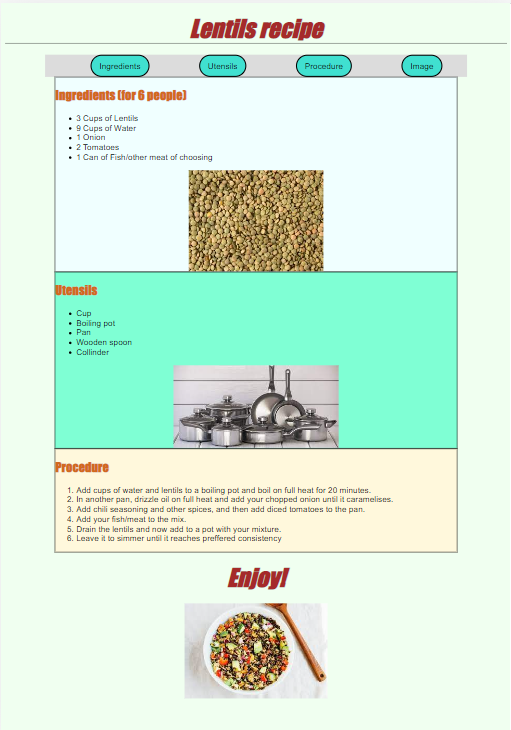 Lentils recipe
Ingredients Utensils Procedure Image
Ingredients (for 6 people)
3 Cups of Lentils
9 Cups of Water
1 Onion
2 Tomatoes
1 Can of Fish/other meat of choosing
Utensils
Cup
Boiling pot
Pan
Wooden spoon
Collinder
Procedure
1. Add cups of water and lentils to a boiling pot and boil on full heat for 20 minutes.
2. In another pan, drizzle oil on full heat and add your chopped onion until it caramelises.
3. Add chili seasoning and other spices, and then add diced tomatoes to the pan.
4. Add your fish/meat to the mix.
5. Drain the lentils and now add to a pot with your mixture.
6. Leave it to simmer until it reaches preffered consistency
Enjoy!